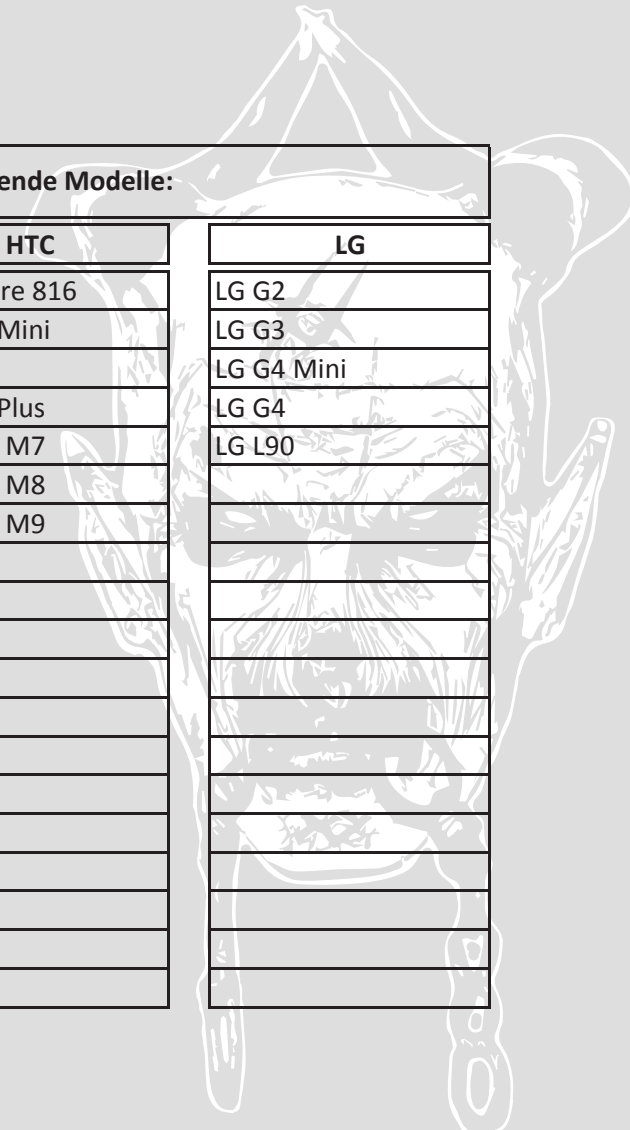 ende Modelle:
HTC
LG
re 816
LG G2
Mini
LG G3
LG G4 Mini
Plus
LG G4
M7
LG L90
M8
M9